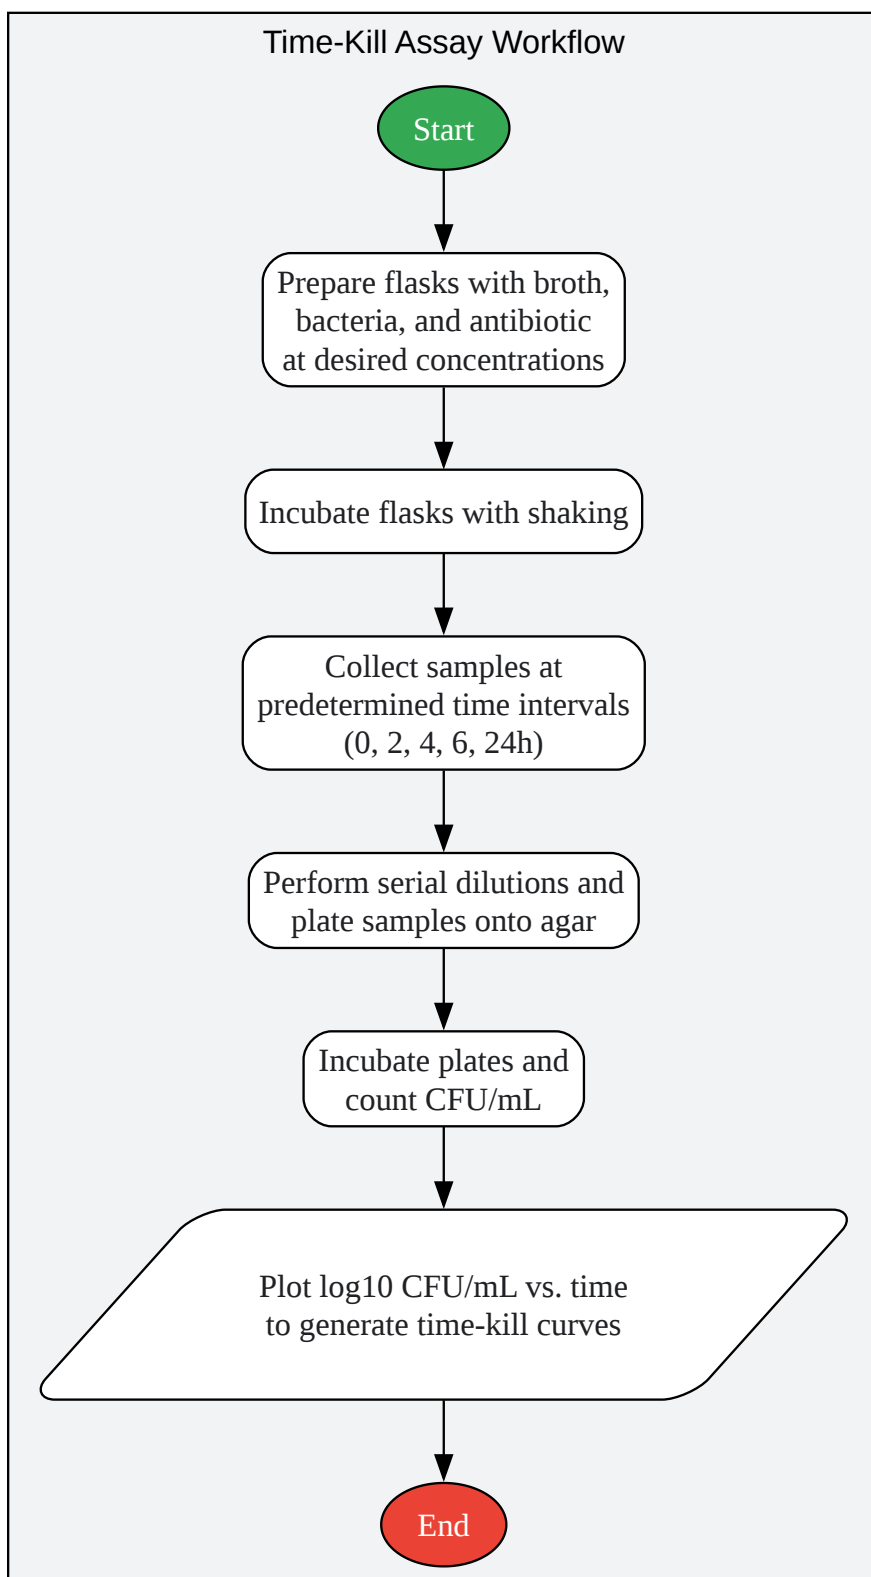 Time-Kill Assay Workflow
Start
Prepare flasks with broth,
bacteria, and antibiotic
at desired concentrations
Incubate flasks with shaking
Collect samples at
predetermined time intervals
(0, 2, 4, 6, 24h)
Perform serial dilutions and
plate samples onto agar
Incubate plates and
count CFU/mL
Plot log10 CFU/mL vs. time
to generate time-kill curves
End